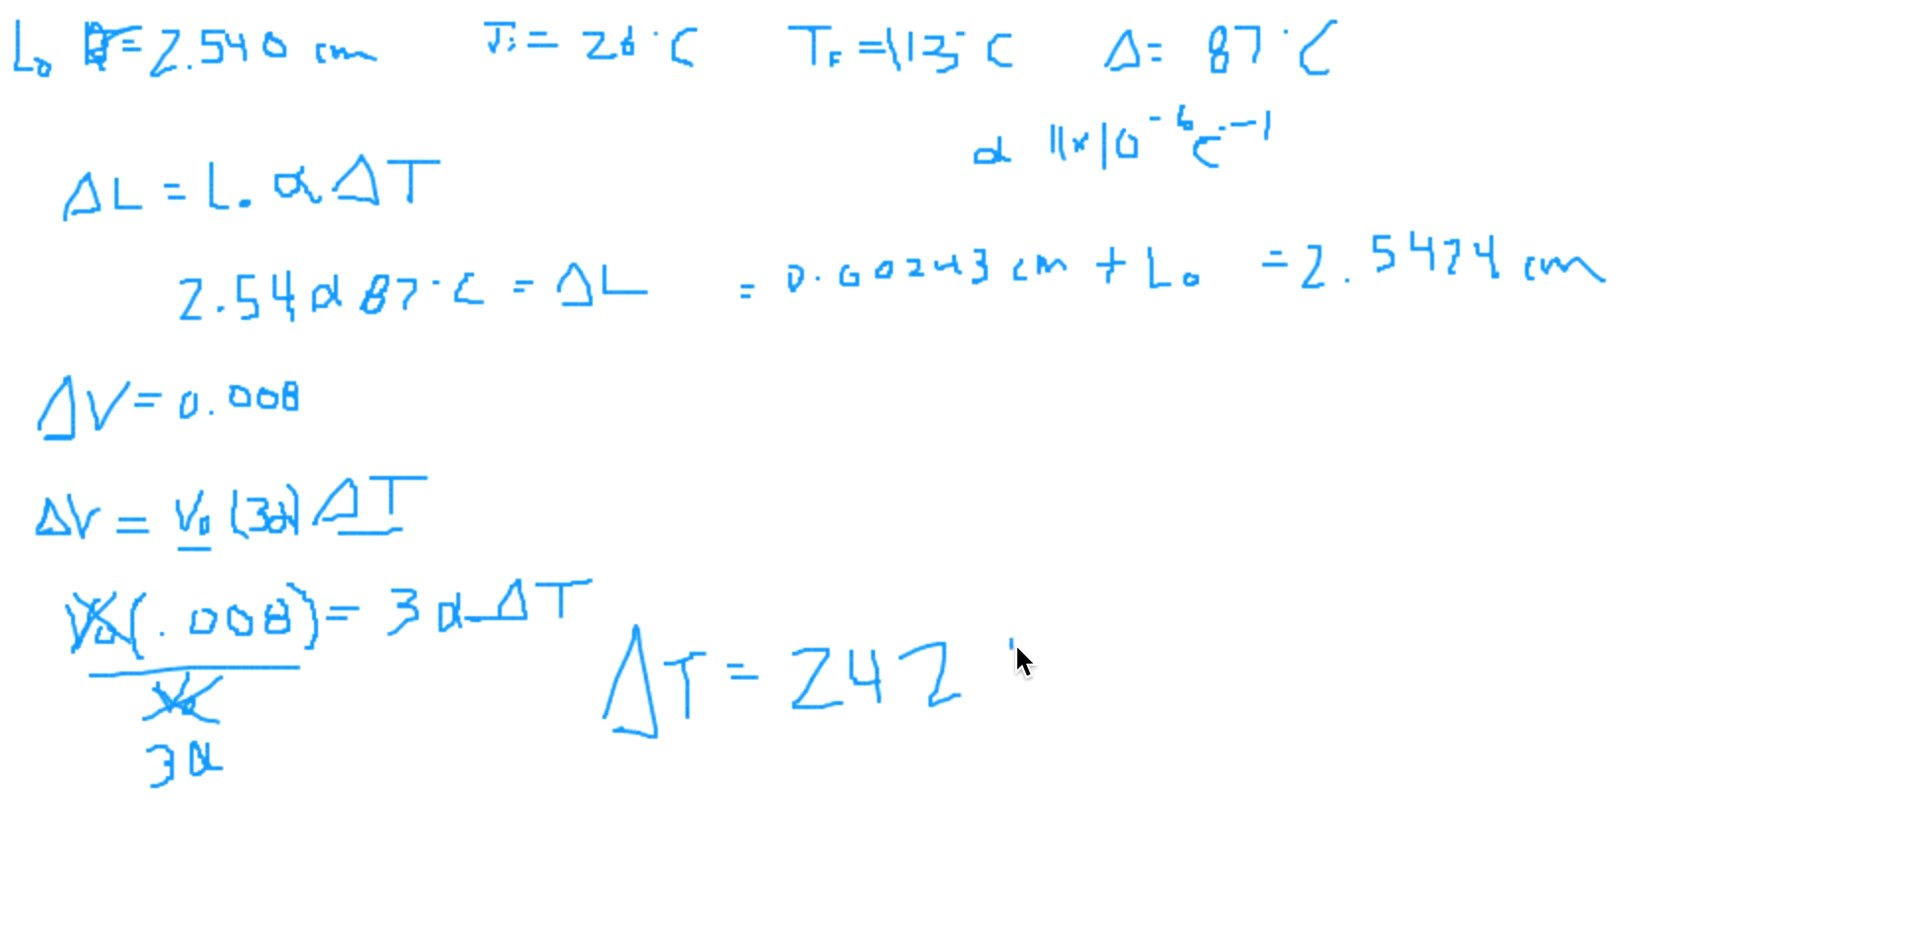 L₀ = 2.540 cm Tᵢ = 26°C T_F = 113°C Δ = 87°C
α 11×10⁻⁶ C°⁻¹
ΔL = L₀ α ΔT
2.54 α 87°C = ΔL = 0.00243 cm + L₀ = 2.5424 cm
ΔV = 0.008
ΔV = V₀ (3α) ΔT
V₀(.008) = 3 α ΔT
V₀
3α
ΔT = 242